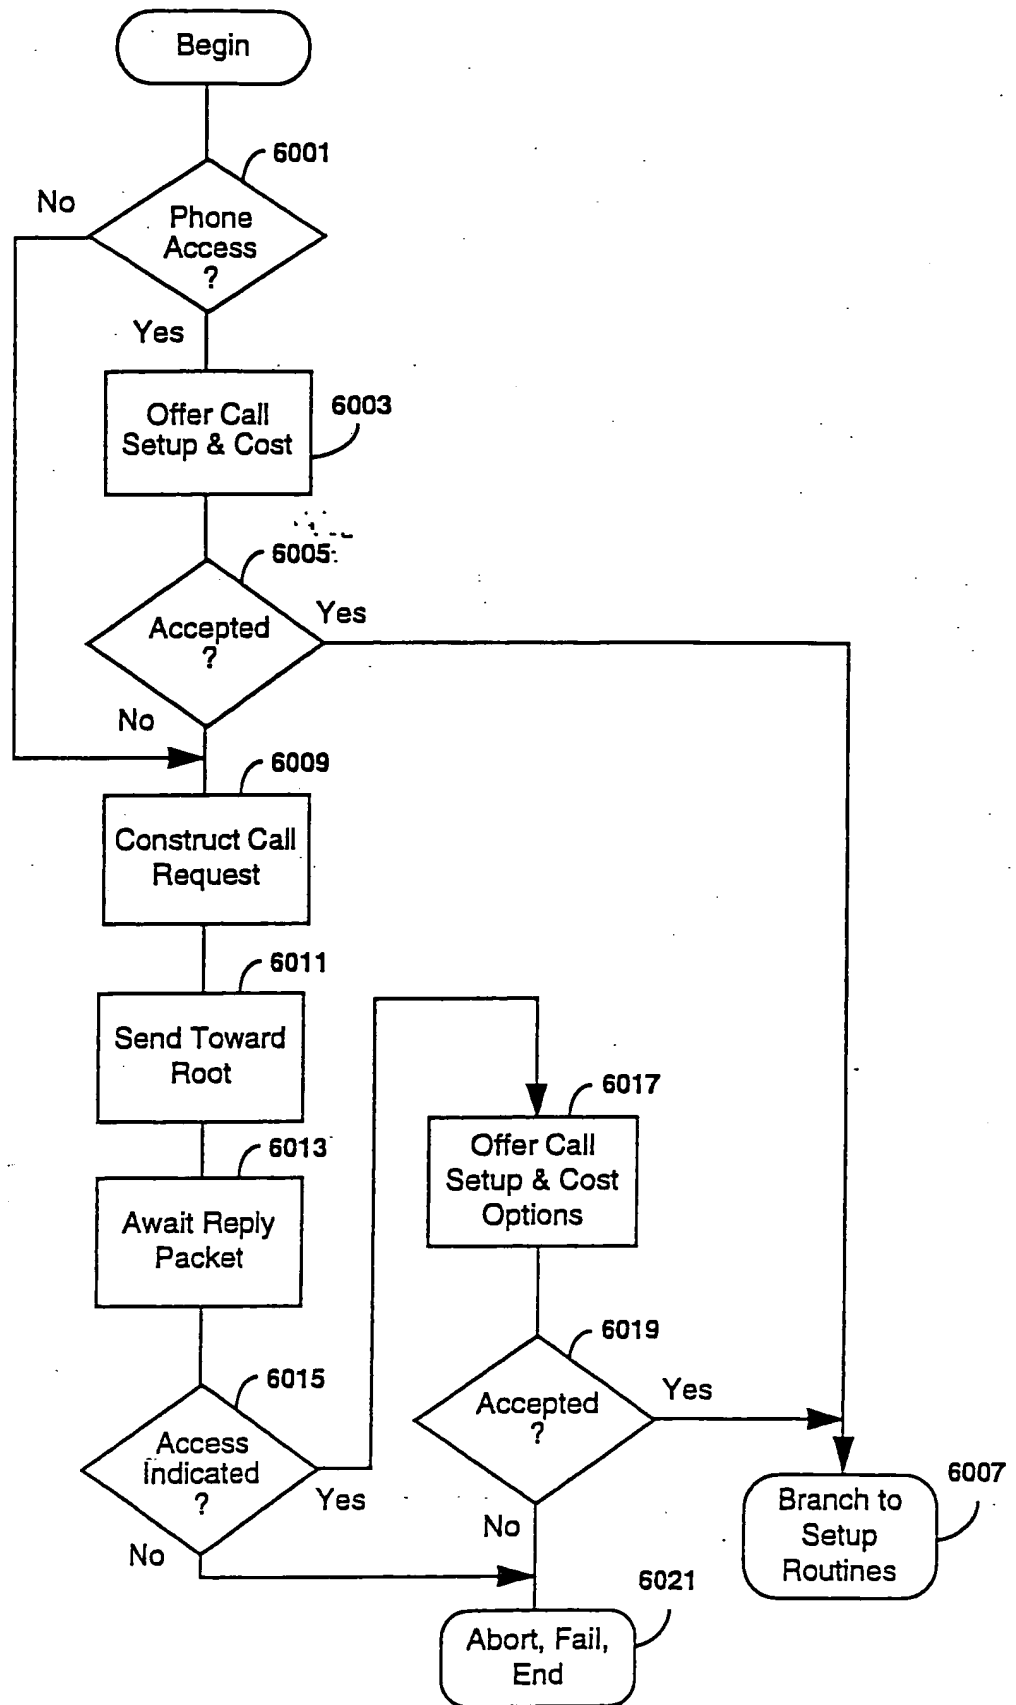 Begin
6001
No
Phone
Access
?
Yes
6003
Offer Call
Setup & Cost
6005
Yes
Accepted
?
No
6009
Construct Call
Request
6011
Send Toward
Root
6017
6013
Offer Call
Setup & Cost
Options
Await Reply
Packet
6019
6015
Yes
Accepted
?
Access
Indicated
?
Yes
6007
Branch to
Setup
Routines
No
No
6021
Abort, Fail,
End